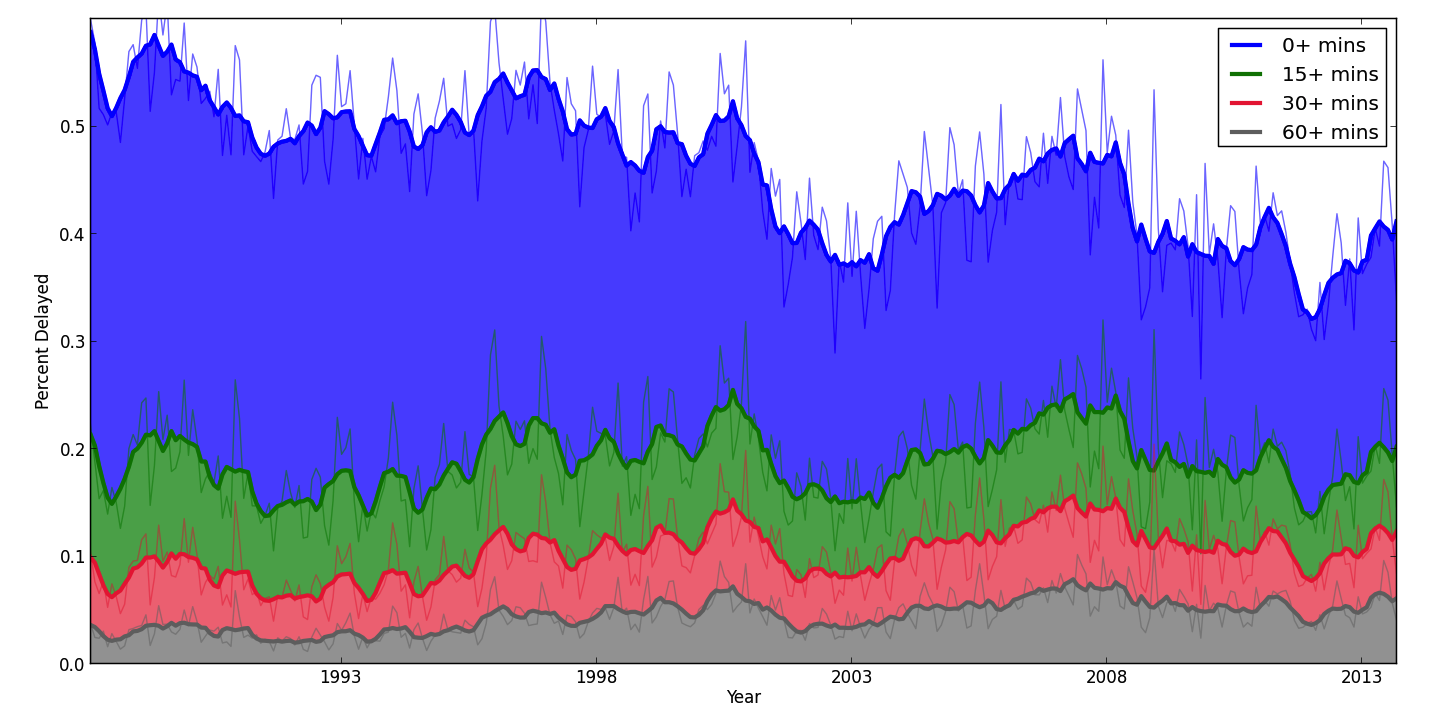 0+ mins
15+ mins
30+ mins
60+ mins
0.5
0.4
0.3
0.2
0.1
0.0
Percent Delayed
1993
1998
2003
2008
2013
Year